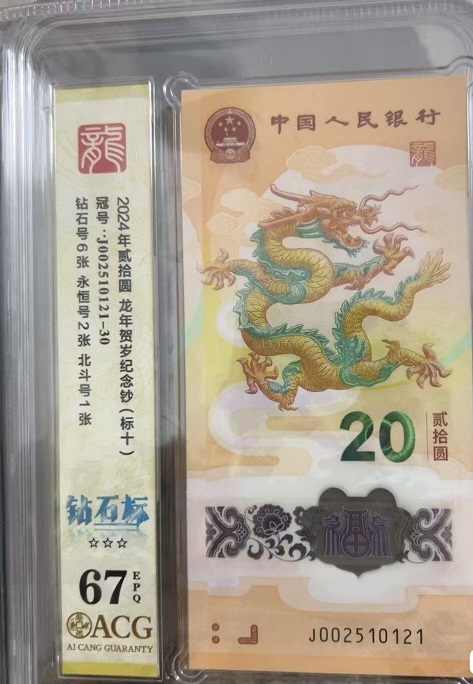 龍
2024年贰拾圆 龙年贺岁纪念钞（标十）
冠号：J002510121-30
钻石号6张 永恒号2张 北斗号1张
钻石标
☆☆☆
67 EPQ
ACG
AI CANG GUARANTY
中国人民银行
龍
20
贰拾圆
福
J002510121